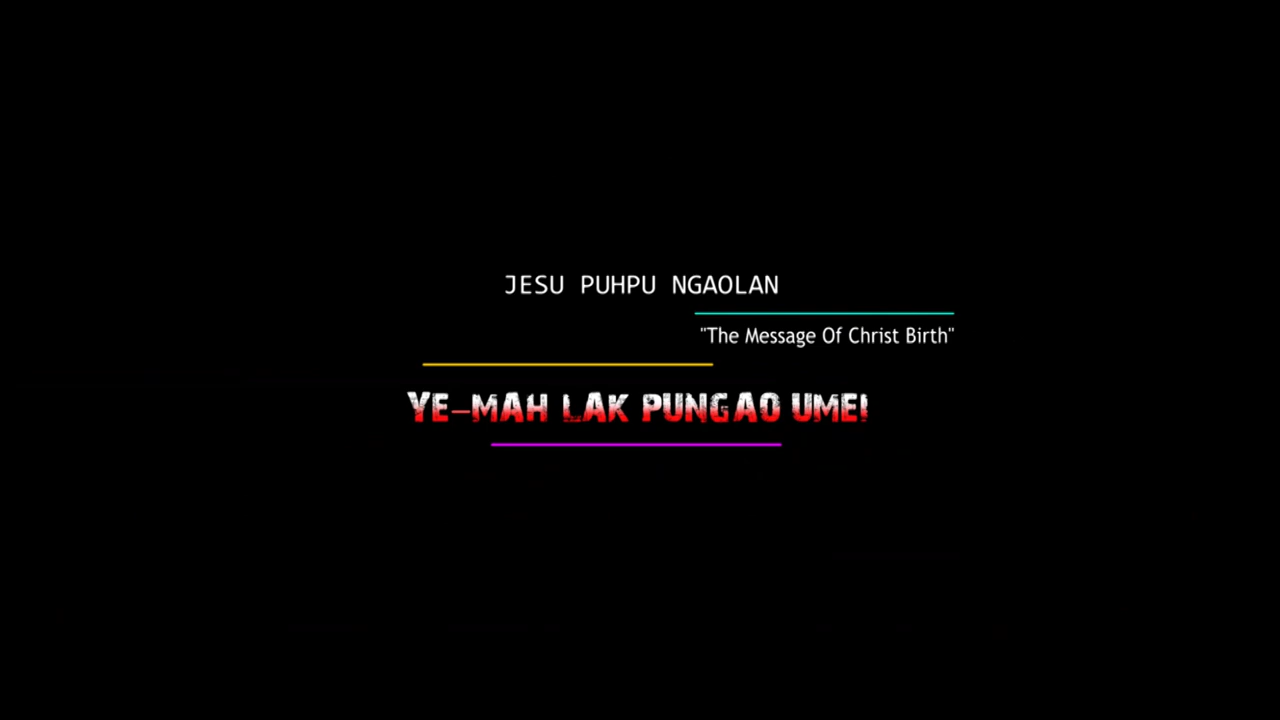 JESU PUHPU NGAOLAN
"The Message Of Christ Birth"
YE-MAH LAK PUNGAO UMEI